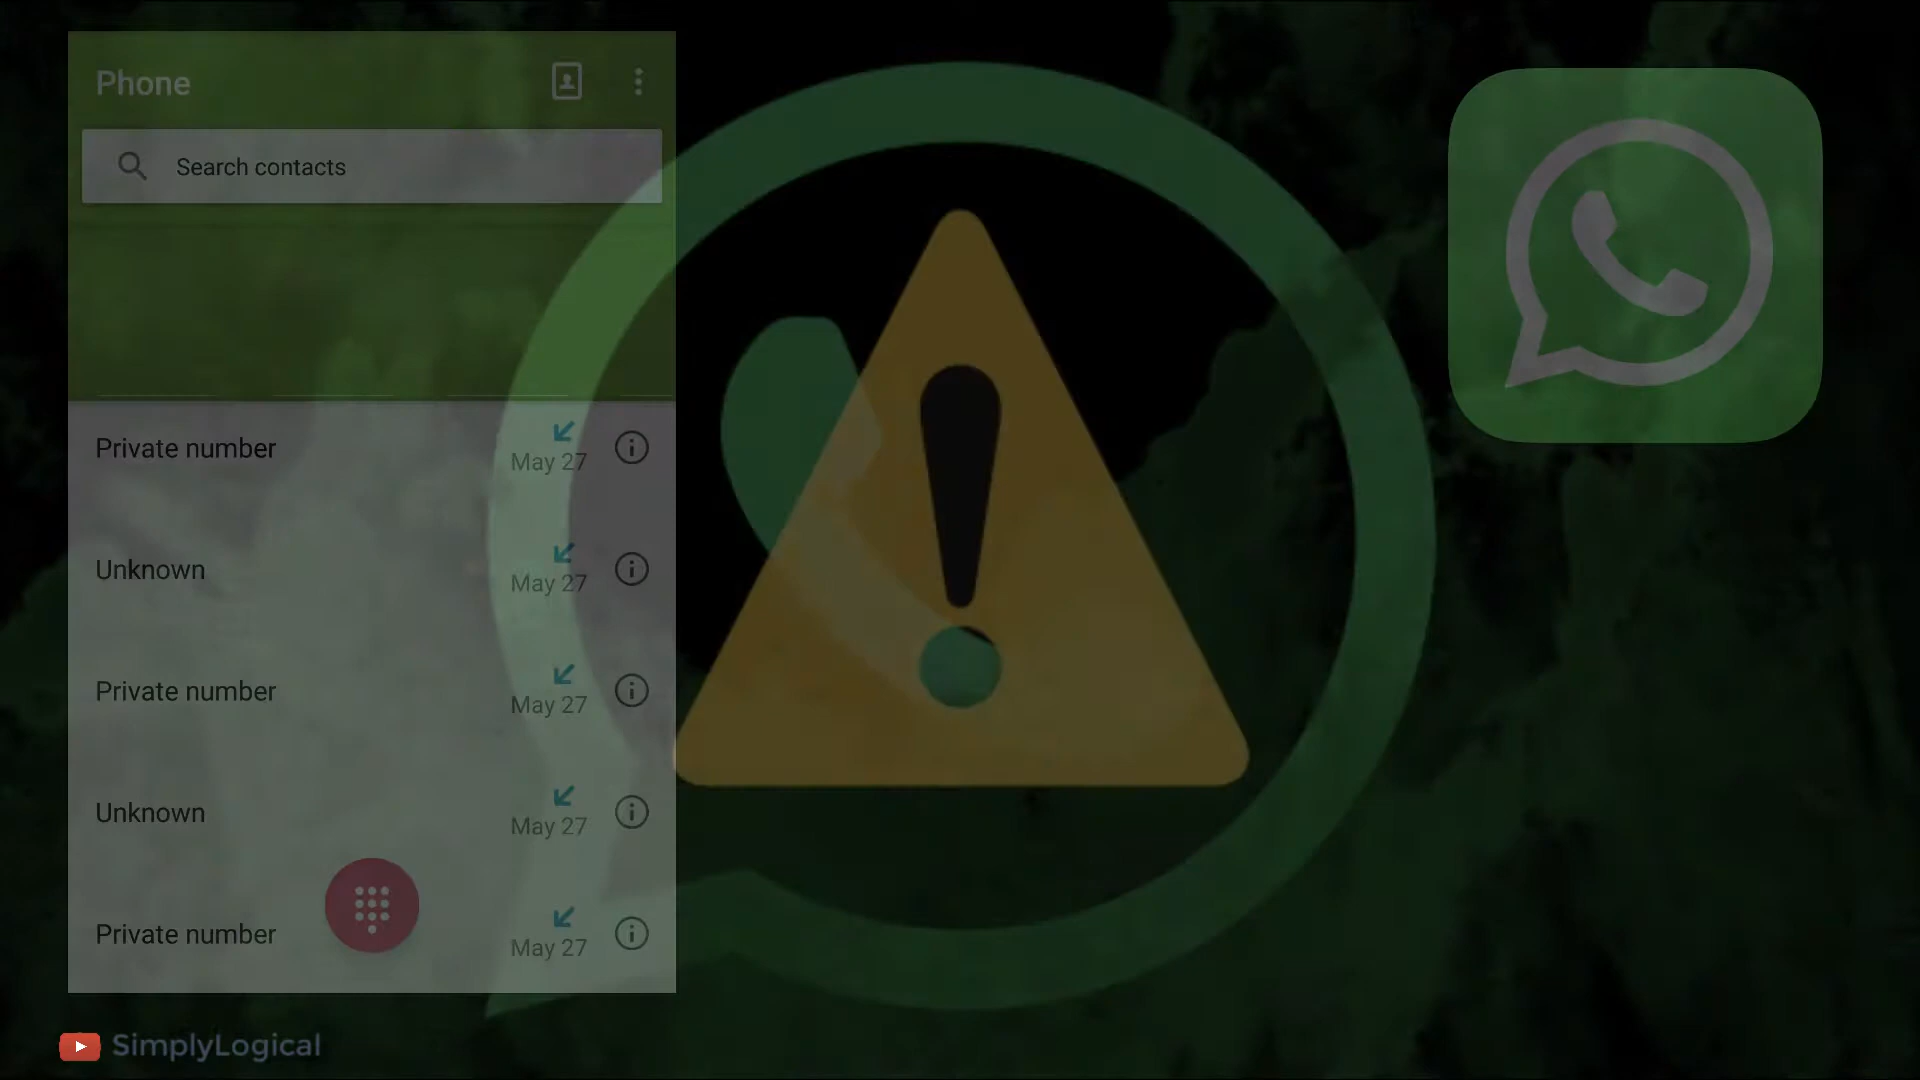 Phone
Search contacts
Private number
May 27
Unknown
May 27
Private number
May 27
Unknown
May 27
Private number
May 27
SimplyLogical